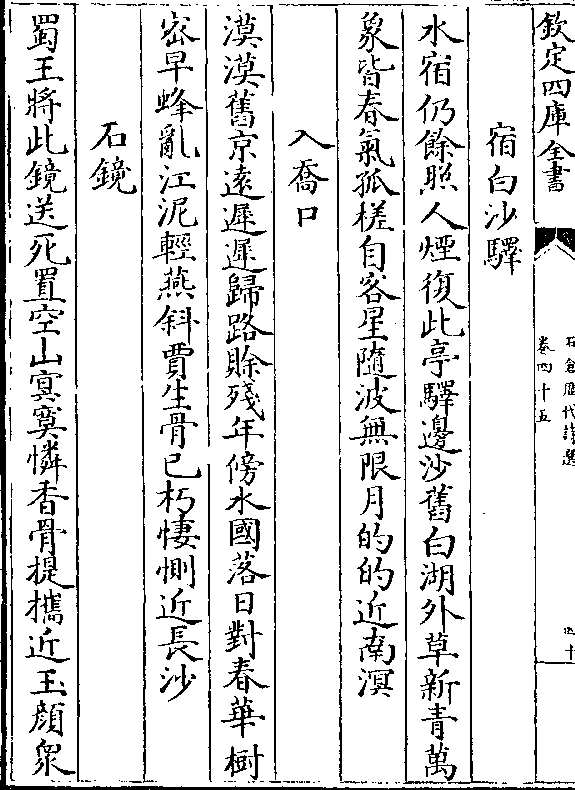 欽定四庫全書
石倉歷代詩選
卷四十五
四十
宿白沙驛
水宿仍餘照人煙復此亭驛邊沙舊白湖外草新青萬
象皆春氣孤槎自客星隨波無限月的的近南溟
入喬口
漠漠舊京遠遲遲歸路賒殘年傍水國落日對春華樹
宻早蜂亂江泥輕燕斜賈生骨已朽悽惻近長沙
石鏡
蜀王將此鏡送死置空山冥寞憐香骨提攜近玉顔衆